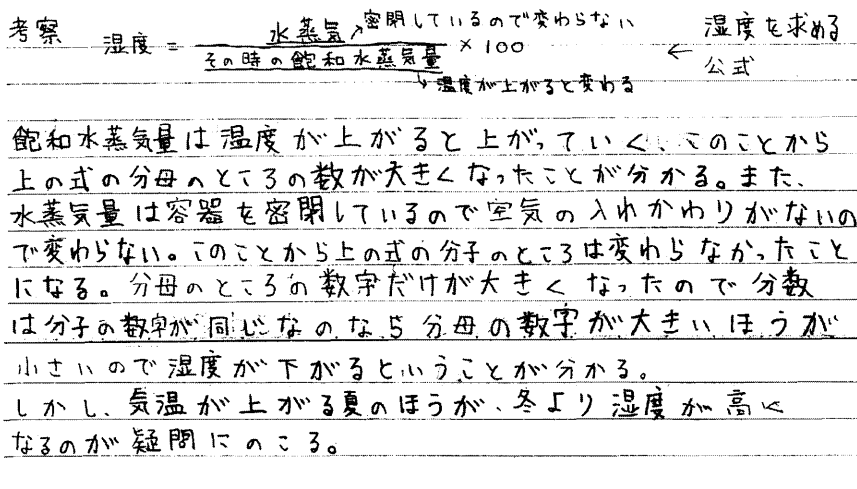 考察
湿度 = 水蒸気 / その時の飽和水蒸気量 × 100
密閉しているので変わらない
温度が上がると変わる
← 湿度を求める
公式
飽和水蒸気量は温度が上がると上がっていく、このことから
上の式の分母のところの数が大きくなったことが分かる。また、
水蒸気量は容器を密閉しているので空気の入れかわりがないの
で変わらない。このことから上の式の分子のところは変わらなかったこと
になる。分母のところの数字だけが大きくなったので分数
は分子の数字が同じなのなら分母の数字が大きいほうが
小さいので湿度が下がるということが分かる。
しかし、気温が上がる夏のほうが、冬より湿度が高く
なるのが疑問にのこる。